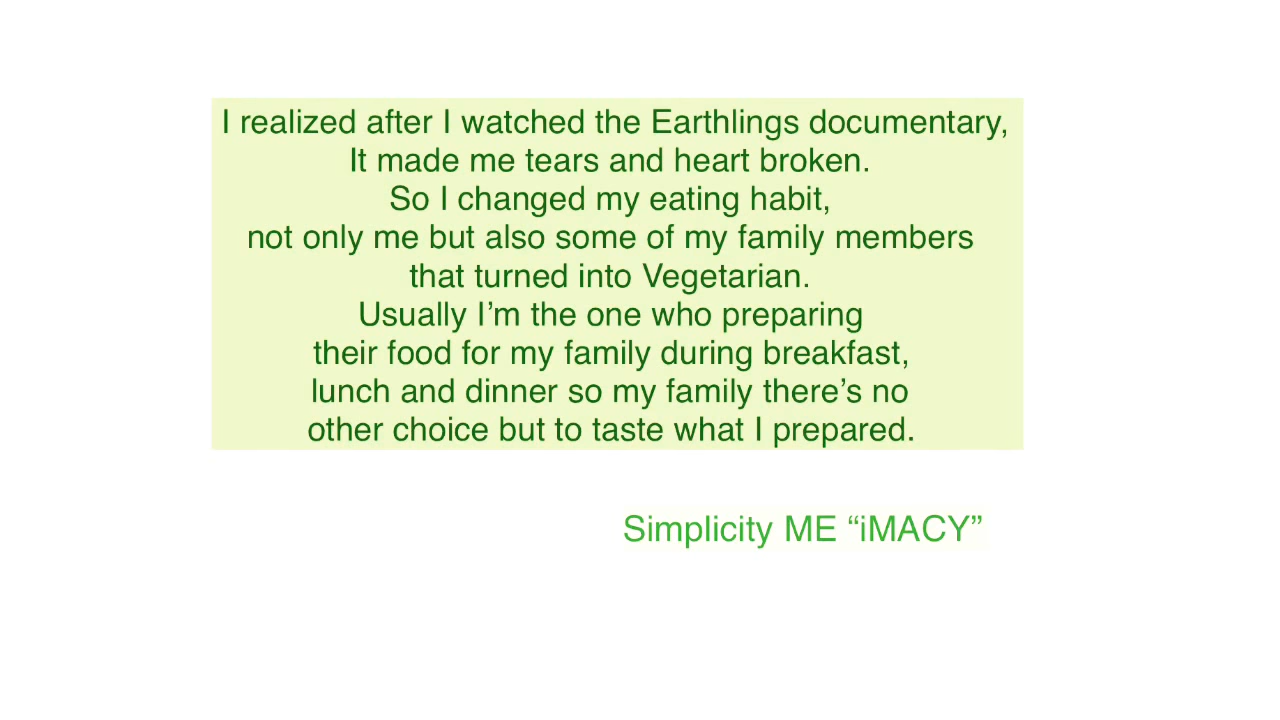 I realized after I watched the Earthlings documentary,
It made me tears and heart broken.
So I changed my eating habit,
not only me but also some of my family members
that turned into Vegetarian.
Usually I’m the one who preparing
their food for my family during breakfast,
lunch and dinner so my family there’s no
other choice but to taste what I prepared.
Simplicity ME “iMACY”